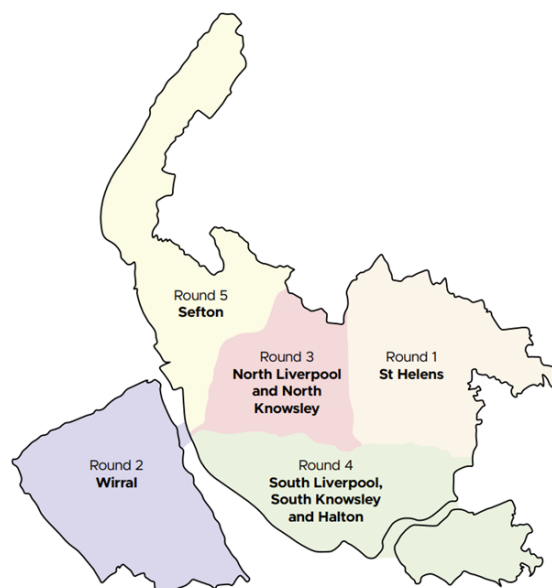 Round 5
Sefton
Round 3
North Liverpool
and North
Knowsley
Round 1
St Helens
Round 2
Wirral
Round 4
South Liverpool,
South Knowsley
and Halton